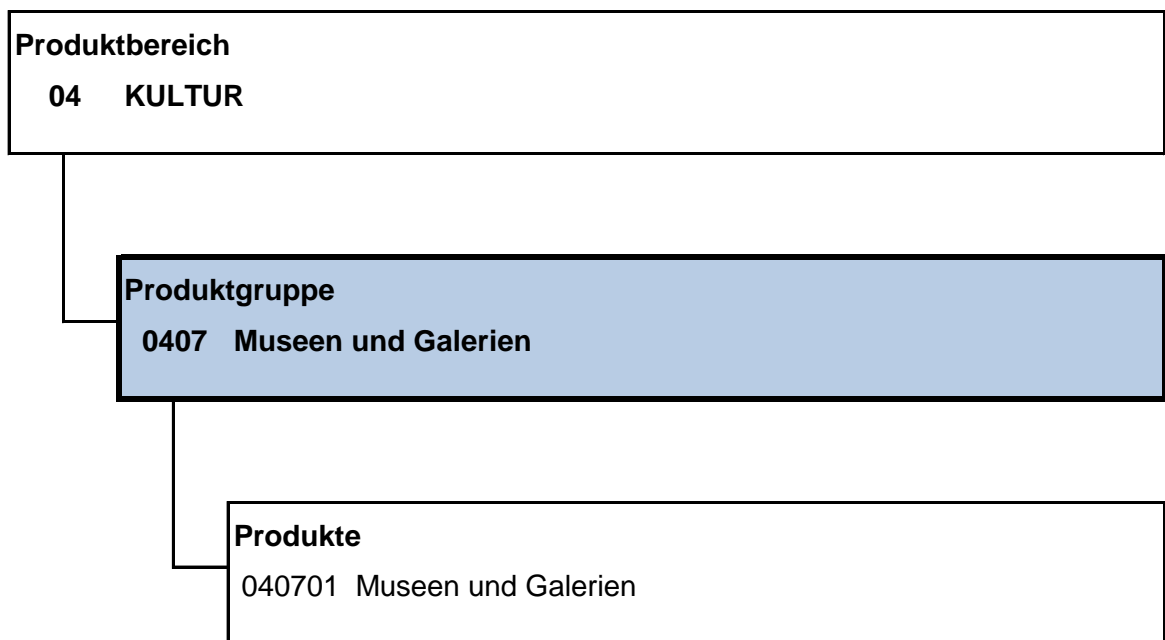 Produktbereich
04 KULTUR
Produktgruppe
0407 Museen und Galerien
Produkte
040701 Museen und Galerien